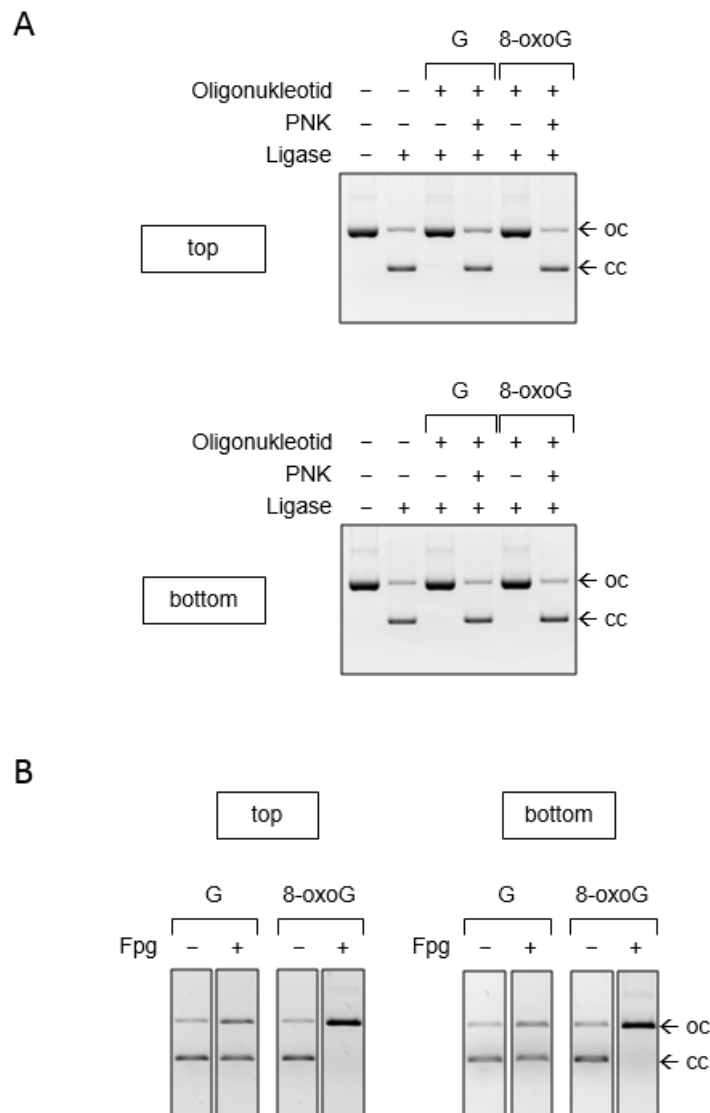 A
G 8-oxoG
Oligonukleotid – – + + + +
PNK – – – + – +
Ligase – + + + + +
top
← oc
← cc
G 8-oxoG
Oligonukleotid – – + + + +
PNK – – – + – +
Ligase – + + + + +
bottom
← oc
← cc
B
top bottom
G 8-oxoG G 8-oxoG
Fpg – + – + Fpg – + – +
← oc
← cc